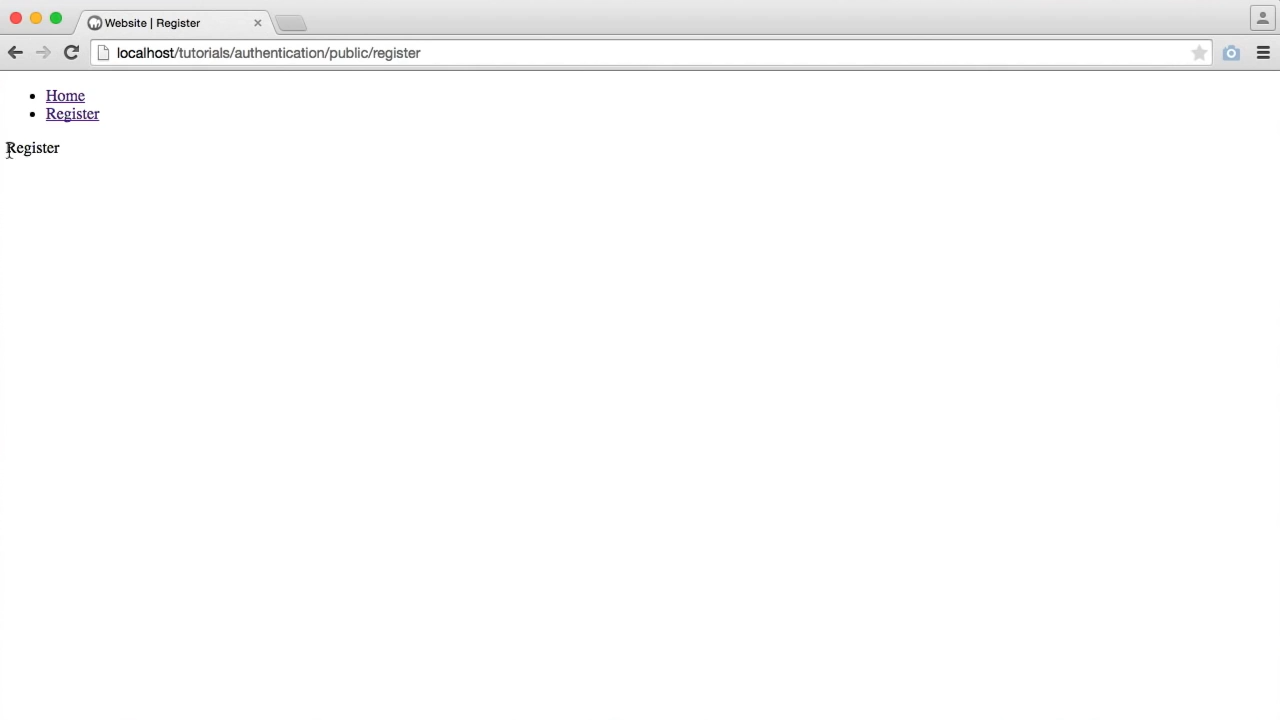 Website | Register
localhost/tutorials/authentication/public/register
Home
Register
Register